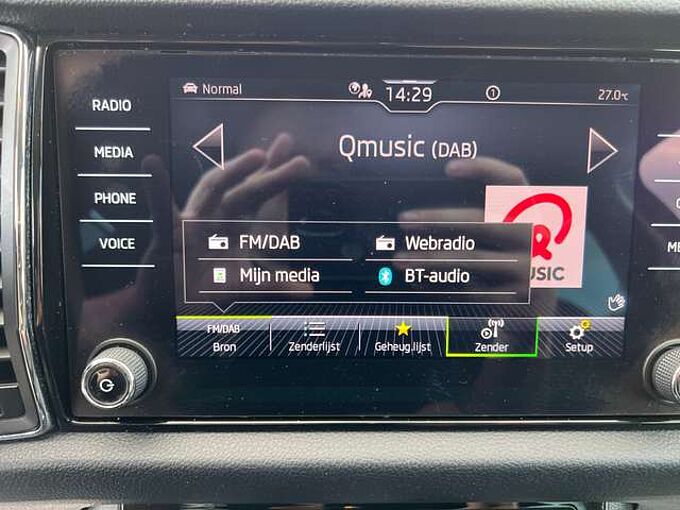 RADIO
MEDIA
PHONE
VOICE
Normal
14:29
1
27.0°C
Qmusic (DAB)
FM/DAB
Webradio
Mijn media
BT-audio
USIC
FM/DAB
Bron
Zenderlijst
Geheug.lijst
Zender
Setup